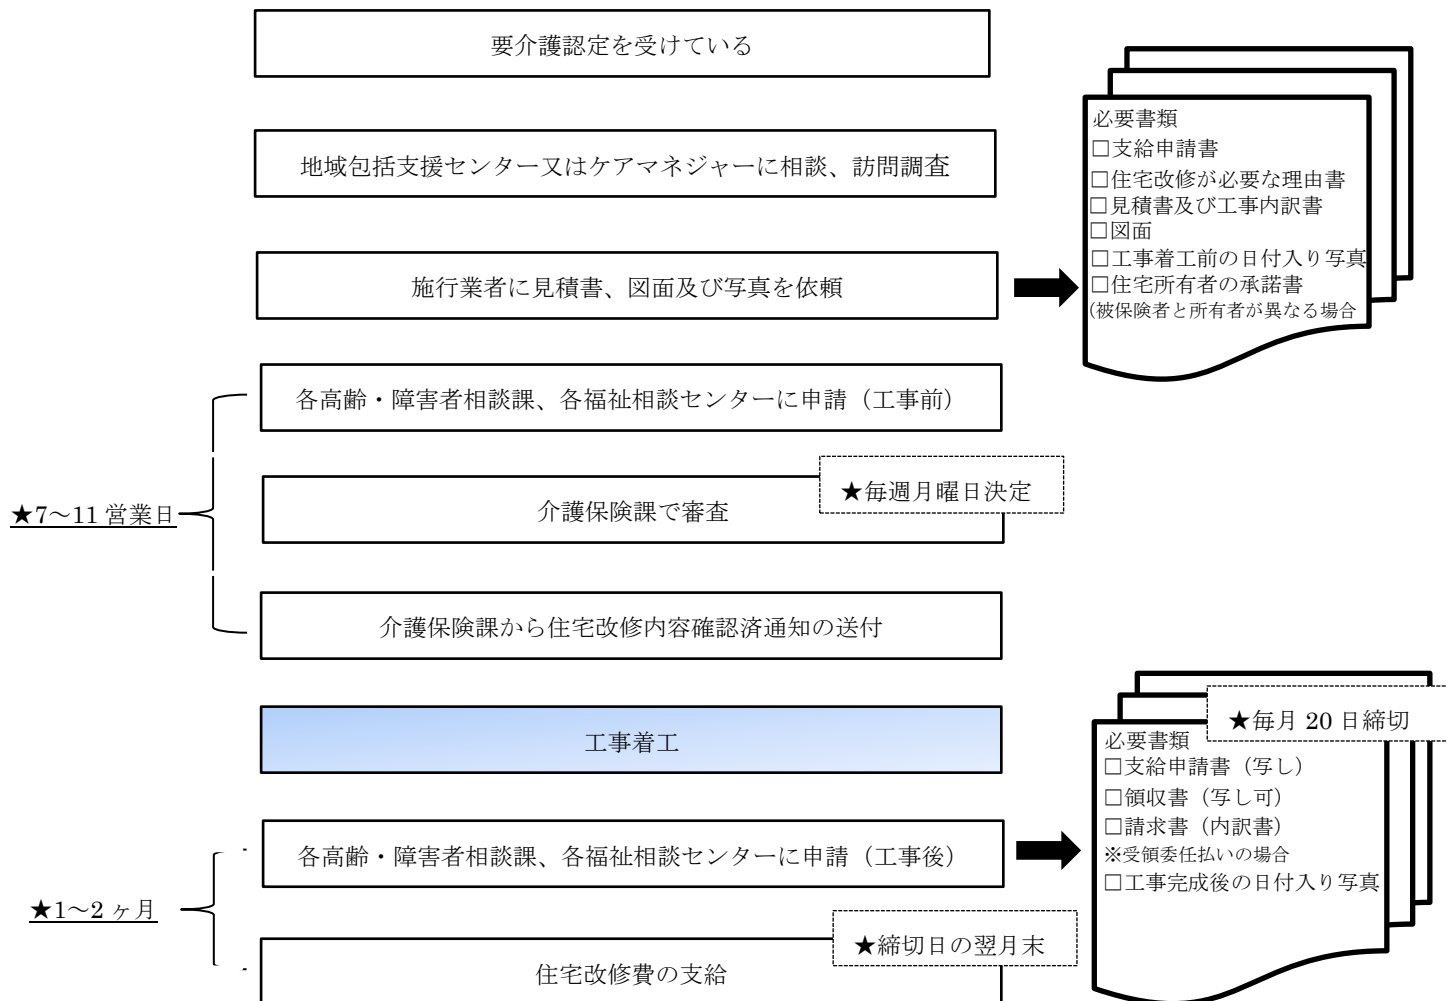 要介護認定を受けている
地域包括支援センター又はケアマネジャーに相談、訪問調査
施行業者に見積書、図面及び写真を依頼
必要書類
□支給申請書
□住宅改修が必要な理由書
□見積書及び工事内訳書
□図面
□工事着工前の日付入り写真
□住宅所有者の承諾書
(被保険者と所有者が異なる場合
各高齢・障害者相談課、各福祉相談センターに申請（工事前）
★毎週月曜日決定
介護保険課で審査
★7～11 営業日
介護保険課から住宅改修内容確認済通知の送付
工事着工
各高齢・障害者相談課、各福祉相談センターに申請（工事後）
★毎月 20 日締切
必要書類
□支給申請書（写し）
□領収書（写し可）
□請求書（内訳書）
※受領委任払いの場合
□工事完成後の日付入り写真
★1～2 ヶ月
★締切日の翌月末
住宅改修費の支給